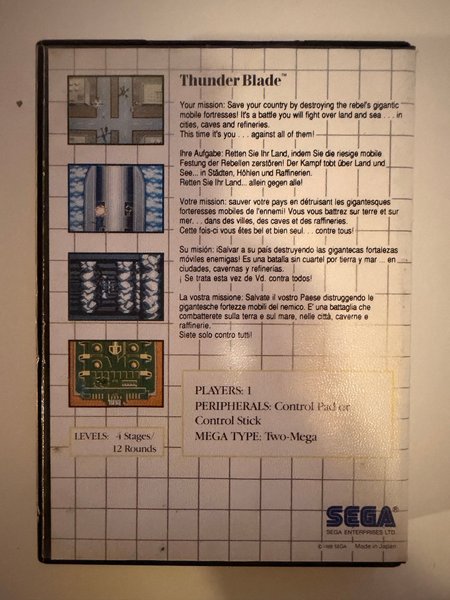 Thunder Blade™
Your mission: Save your country by destroying the rebel's gigantic
mobile fortresses! It's a battle you will fight over land and sea . . . in
cities, caves and refineries.
This time it's you . . . against all of them!
Ihre Aufgabe: Retten Sie Ihr Land, indem Sie die riesige mobile
Festung der Rebellen zerstören! Der Kampf tobt über Land und
See... in Städten, Höhlen und Raffinerien.
Retten Sie Ihr Land... allein gegen alle!
Votre mission: sauver votre pays en détruisant les gigantesques
forteresses mobiles de l'ennemi! Vous vous battrez sur terre et sur
mer. . . dans des villes, des caves et des raffineries.
Cette fois-ci vous êtes bel et bien seul. . . contre tous!
Su misión: ¡Salvar a su país destruyendo las gigantecas fortalezas
móviles enemigas! Es una batalla sin cuartel por tierra y mar ... en
ciudades, cavernas y refinerías.
¡ Se trata esta vez de Vd. contra todos!
La vostra missione: Salvate il vostro Paese distruggendo le
gigantesche fortezze mobili del nemico. E' una battaglia che
combatterete sulla terra e sul mare, nelle città, caverne e
raffinerie.
Siete solo contro tutti!
PLAYERS: 1
PERIPHERALS: Control Pad or
Control Stick
MEGA TYPE: Two-Mega
LEVELS: 4 Stages/
12 Rounds
SEGA®
SEGA ENTERPRISES LTD.
© 1988 SEGA Made in Japan